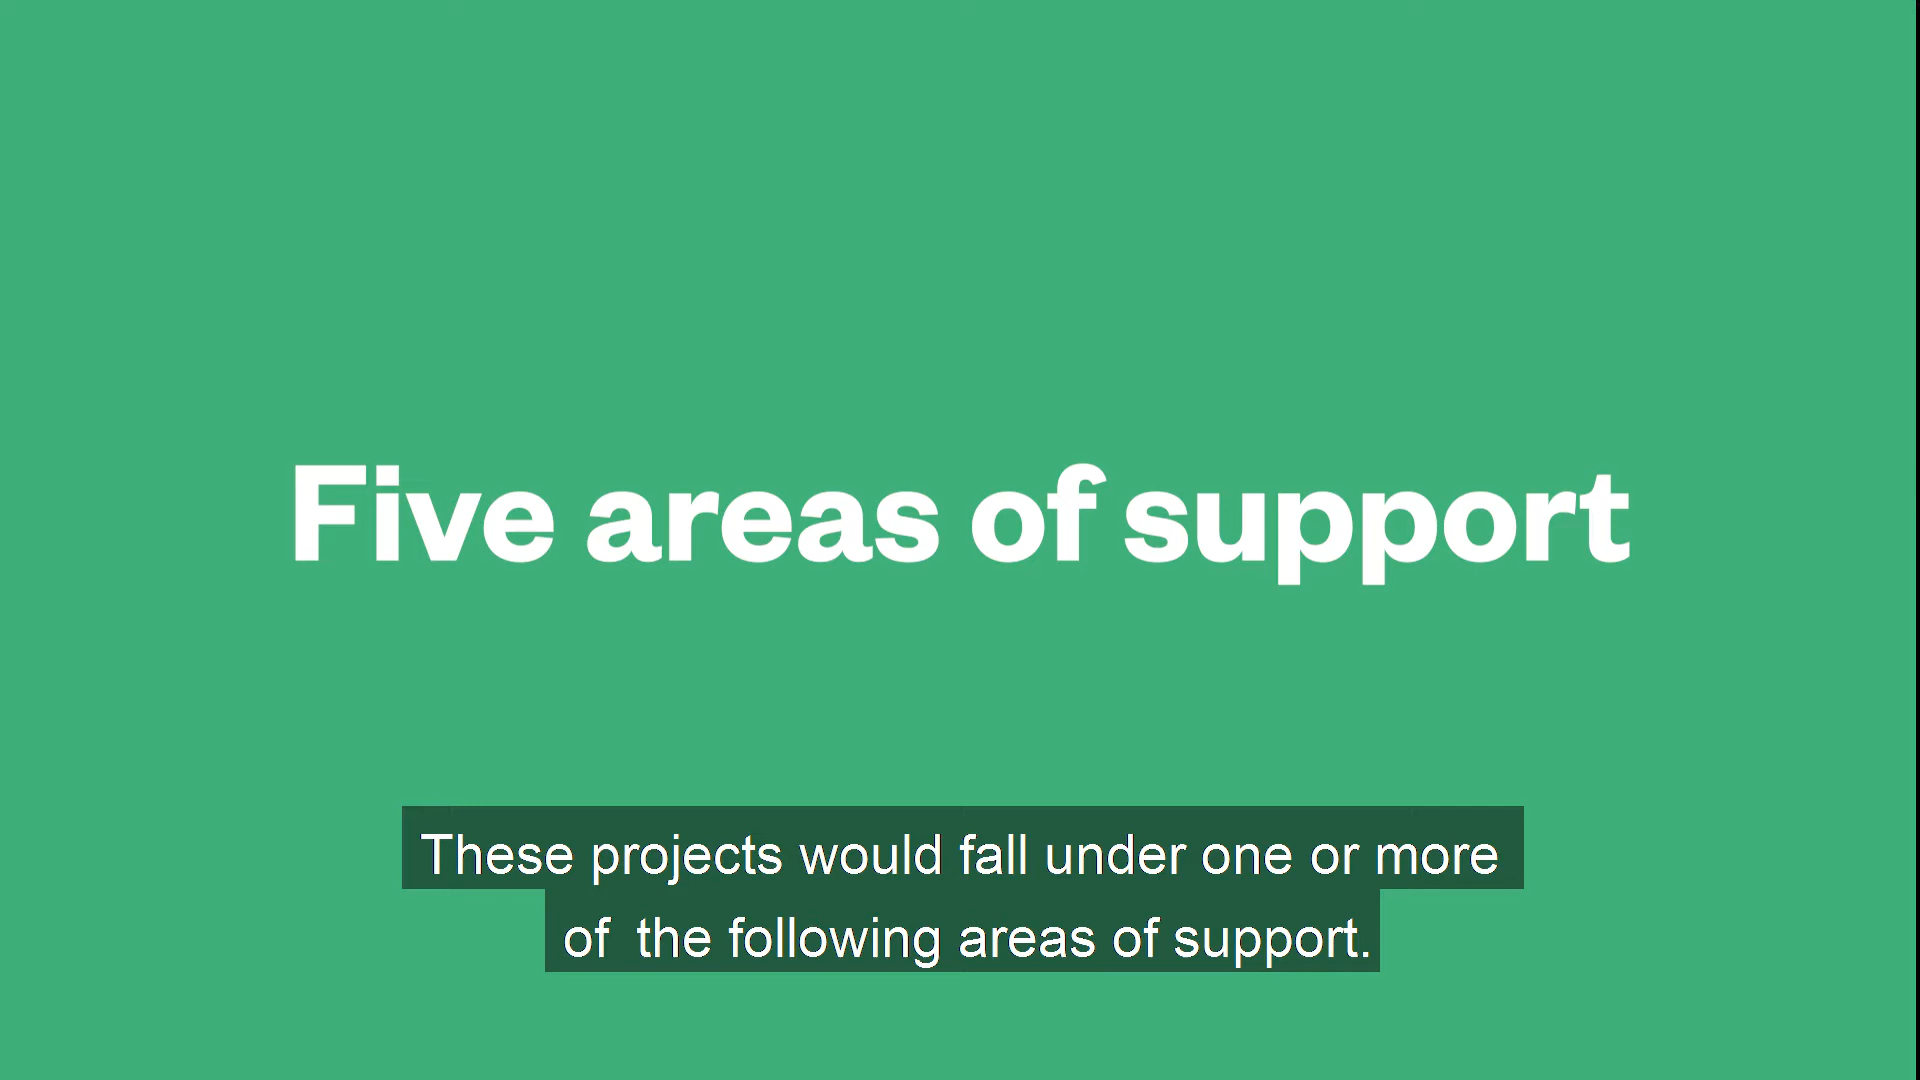 Five areas of support
These projects would fall under one or more
of the following areas of support.